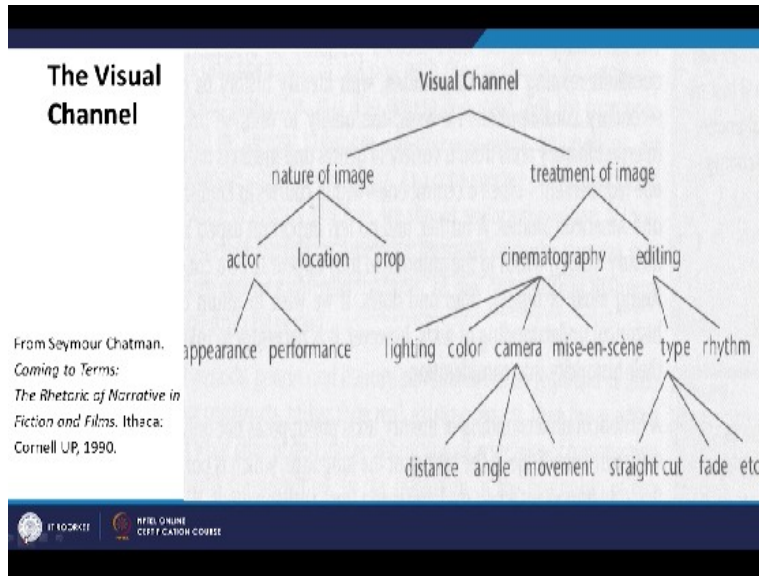 The Visual
Channel
Visual Channel
nature of image treatment of image
actor location prop cinematography editing
appearance performance lighting color camera mise-en-scène type rhythm
distance angle movement straight cut fade etc
From Seymour Chatman.
Coming to Terms:
The Rhetoric of Narrative in
Fiction and Films. Ithaca:
Cornell UP, 1990.
IIT ROORKEE
NPTEL ONLINE
CERTIFICATION COURSE